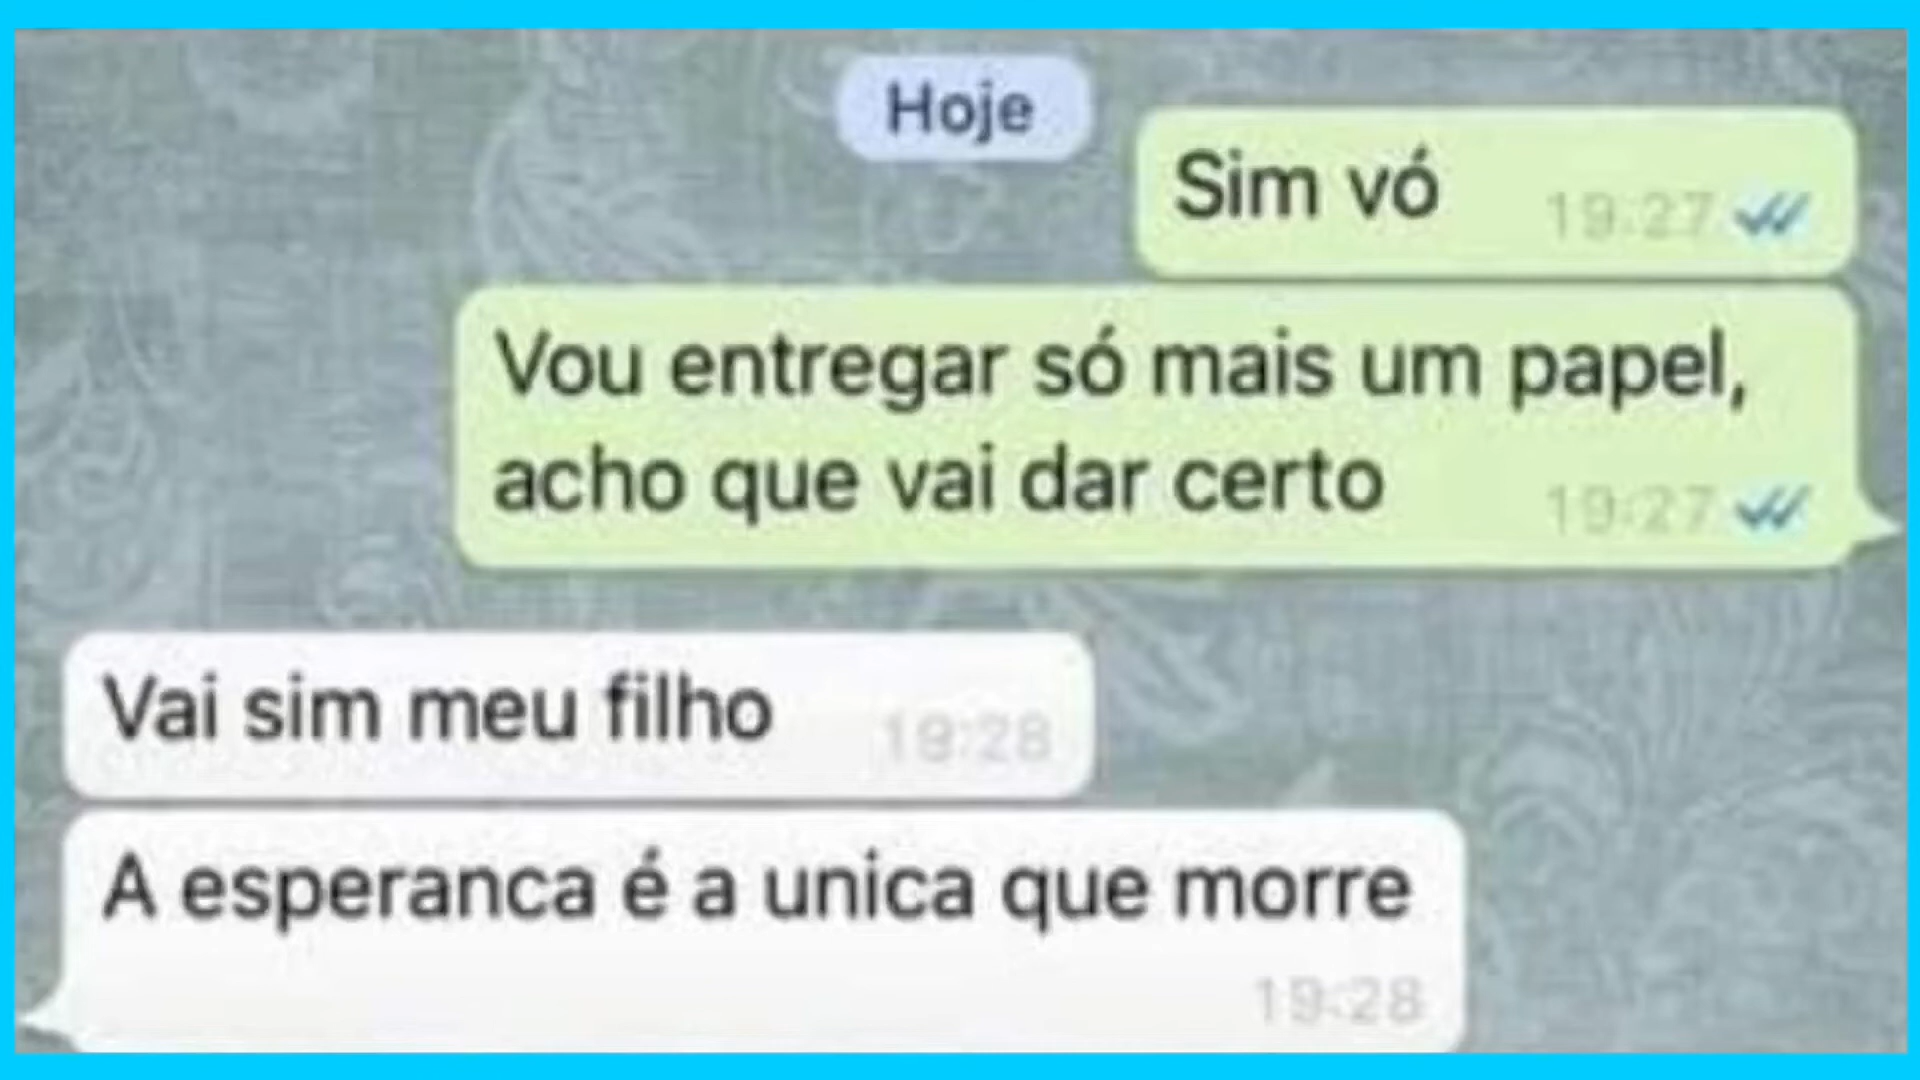 Hoje
Sim vó
19:27
Vou entregar só mais um papel,
acho que vai dar certo
19:27
Vai sim meu filho
19:28
A esperanca é a unica que morre
19:28